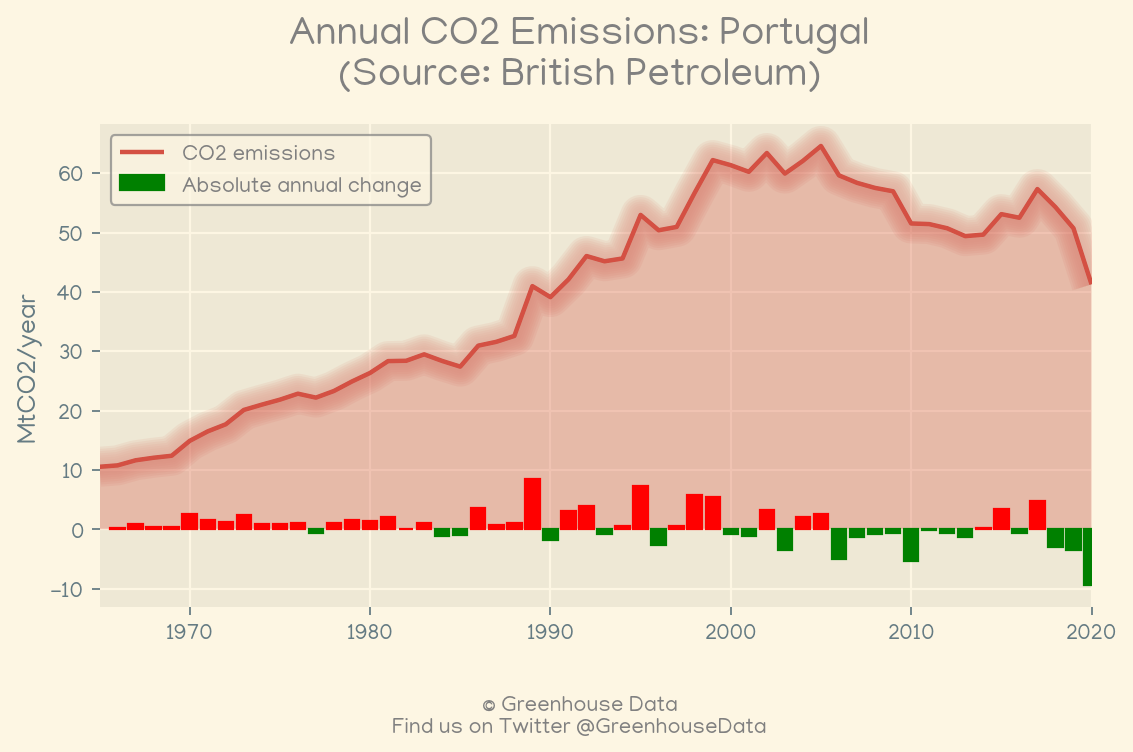 Annual CO2 Emissions: Portugal
(Source: British Petroleum)
CO2 emissions
Absolute annual change
MtCO2/year
60
50
40
30
20
10
0
−10
1970 1980 1990 2000 2010 2020
© Greenhouse Data
Find us on Twitter @GreenhouseData